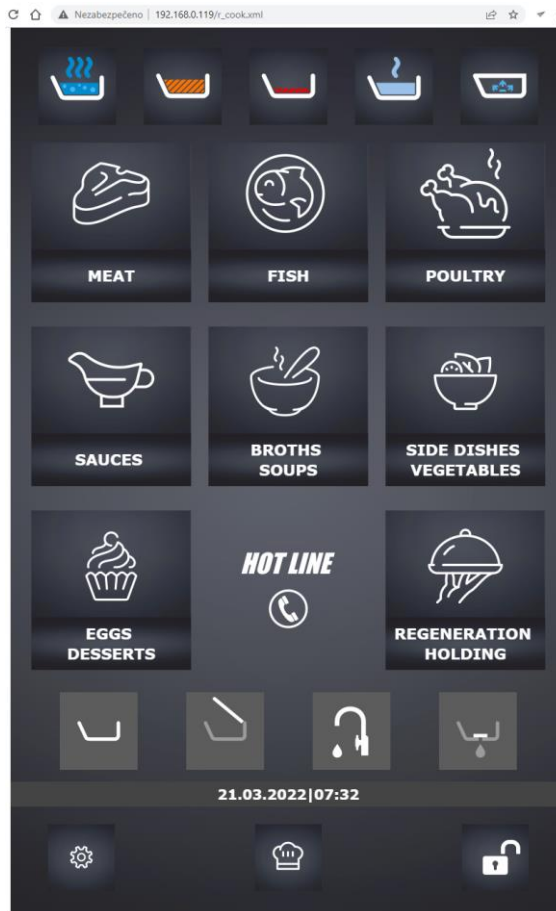 Nezabezpečeno | 192.168.0.119/r_cook.xml
MEAT
FISH
POULTRY
SAUCES
BROTHS
SOUPS
SIDE DISHES
VEGETABLES
EGGS
DESSERTS
HOT LINE
REGENERATION
HOLDING
21.03.2022|07:32